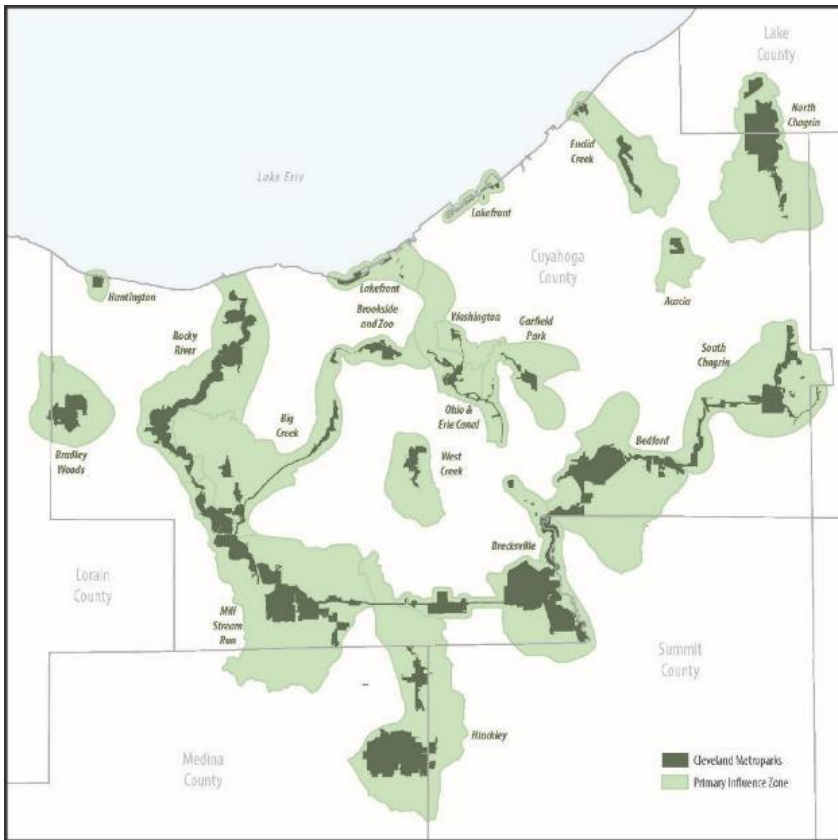 Lake
County
North
Chagrin
Euclid
Creek
Lake Erie
Lakefront
Cuyahoga
County
Acacia
Huntington
Lakefront
Brookside
and Zoo
Washington
Garfield
Park
Rocky
River
South
Chagrin
Big
Creek
Ohio &
Erie Canal
Bedford
Bradley
Woods
West
Creek
Brecksville
Lorain
County
Mill
Stream
Run
Summit
County
Hinckley
Medina
County
Cleveland Metroparks
Primary Influence Zone